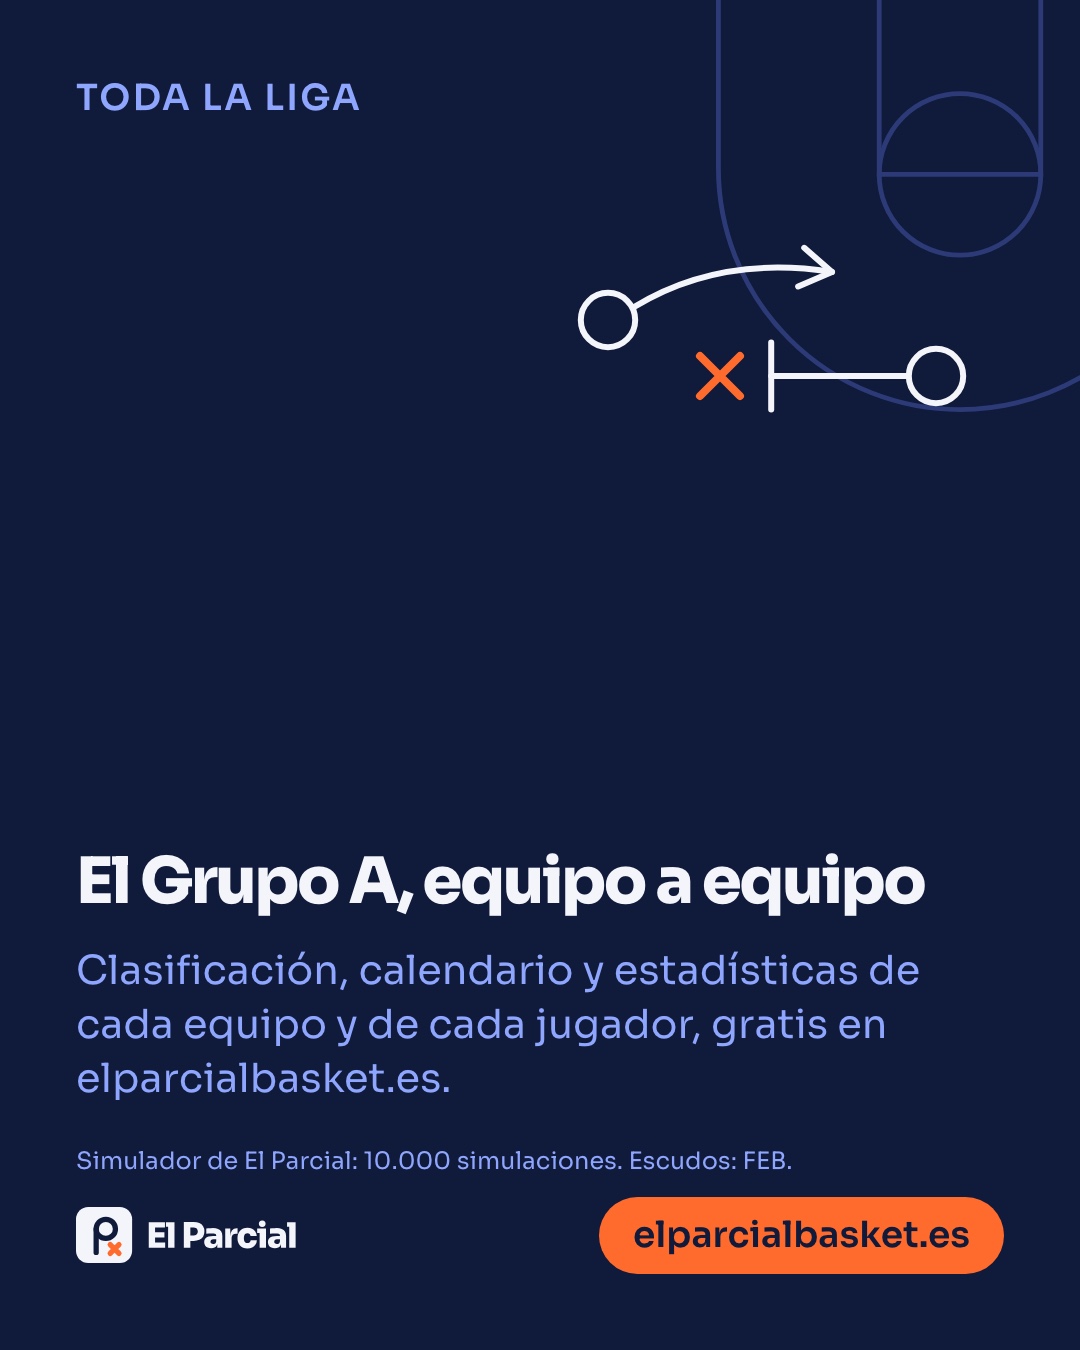 TODA LA LIGA
El Grupo A, equipo a equipo
Clasificación, calendario y estadísticas de
cada equipo y de cada jugador, gratis en
elparcialbasket.es.
Simulador de El Parcial: 10.000 simulaciones. Escudos: FEB.
El Parcial
elparcialbasket.es